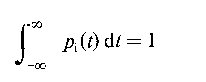 ∫_{-∞}^{-∞} p_i(t) dt = 1